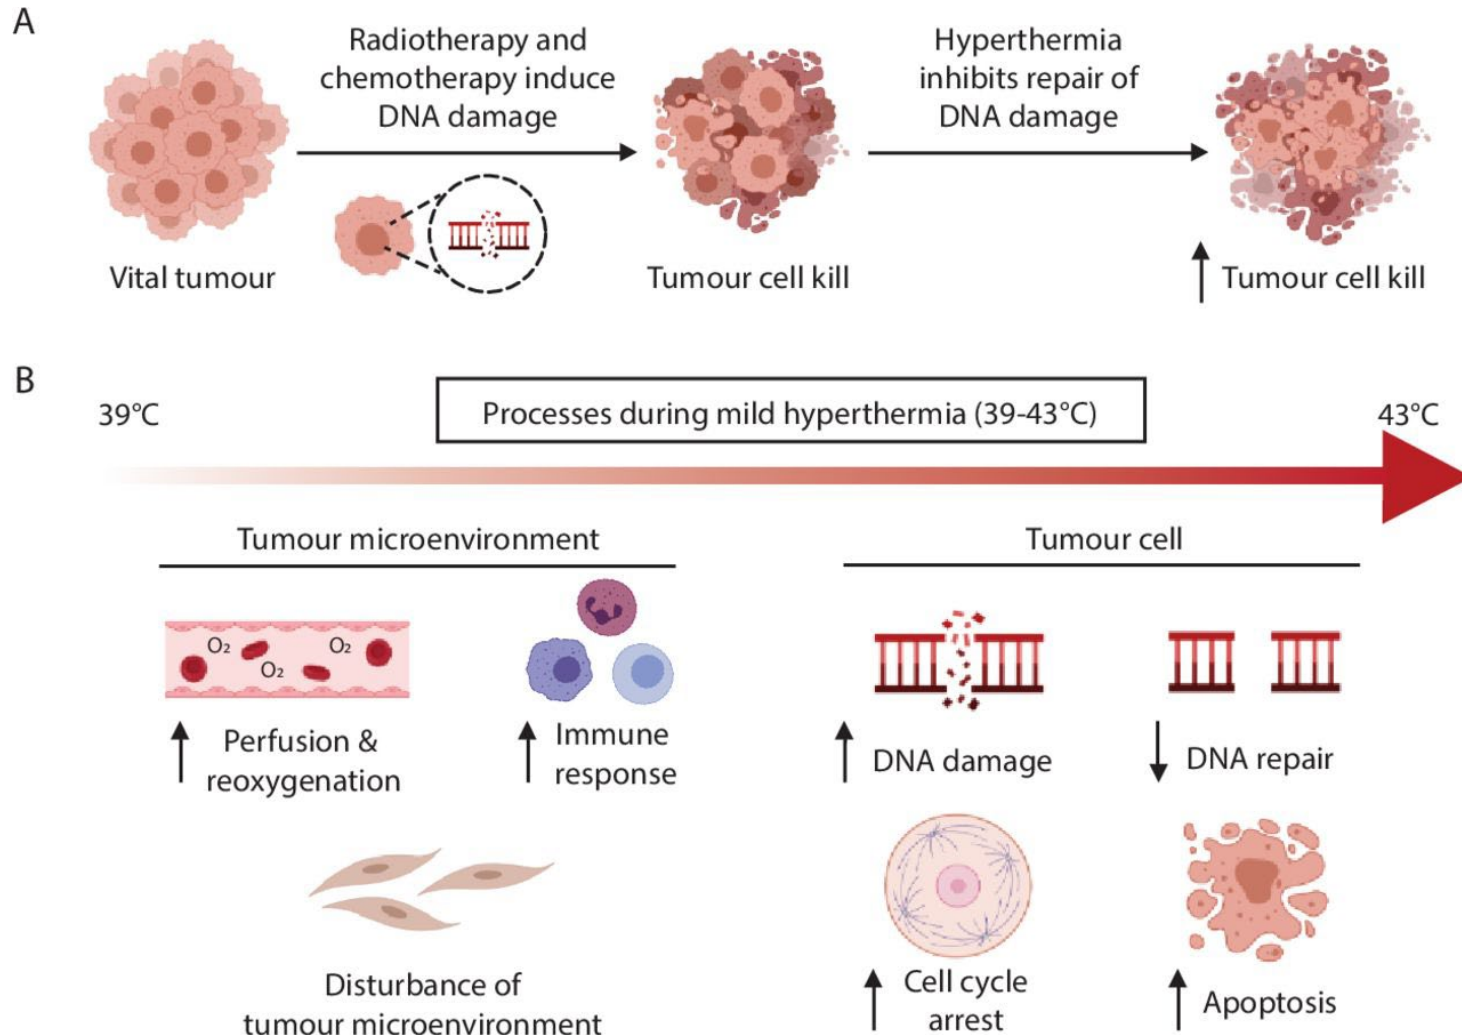 A
Radiotherapy and
chemotherapy induce
DNA damage
Hyperthermia
inhibits repair of
DNA damage
Vital tumour
Tumour cell kill
Tumour cell kill
B
39°C
Processes during mild hyperthermia (39-43°C)
43°C
Tumour microenvironment
Tumour cell
O₂
O₂
O₂
Perfusion &
reoxygenation
Immune
response
DNA damage
DNA repair
Disturbance of
tumour microenvironment
Cell cycle
arrest
Apoptosis